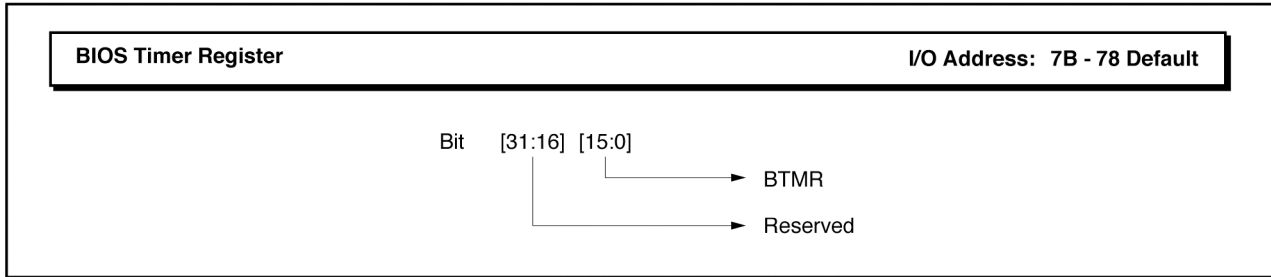 BIOS Timer Register I/O Address: 7B - 78 Default
Bit [31:16] [15:0]
BTMR
Reserved